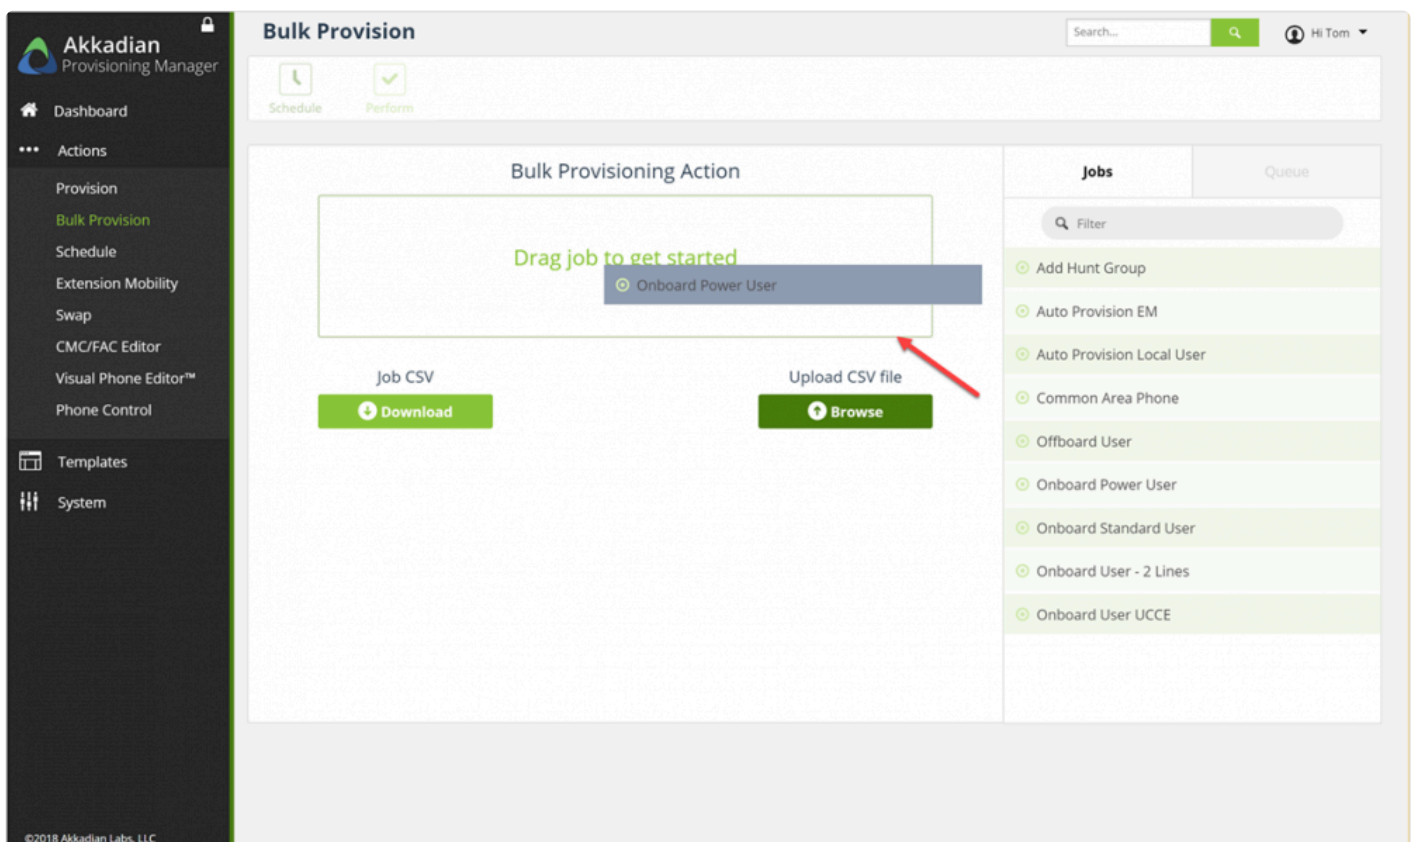 Akkadian
Provisioning Manager
Dashboard
Actions
Provision
Bulk Provision
Schedule
Extension Mobility
Swap
CMC/FAC Editor
Visual Phone Editor™
Phone Control
Templates
System
©2018 Akkadian Labs, LLC
Bulk Provision
Search...
Hi Tom
Schedule
Perform
Bulk Provisioning Action
Drag job to get started
Onboard Power User
Job CSV
Upload CSV file
Download
Browse
Jobs
Queue
Filter
Add Hunt Group
Auto Provision EM
Auto Provision Local User
Common Area Phone
Offboard User
Onboard Power User
Onboard Standard User
Onboard User - 2 Lines
Onboard User UCCE